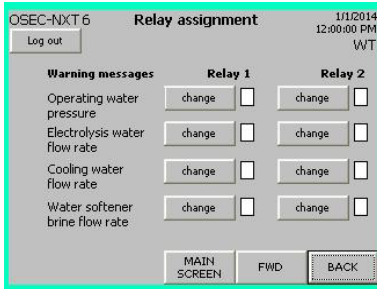 OSEC-NXT 6 Relay assignment 1/1/2014
12:00:00 PM
Log out WT
Warning messages Relay 1 Relay 2
Operating water
pressure change change
Electrolysis water
flow rate change change
Cooling water
flow rate change change
Water softener
brine flow rate change change
MAIN
SCREEN FWD BACK